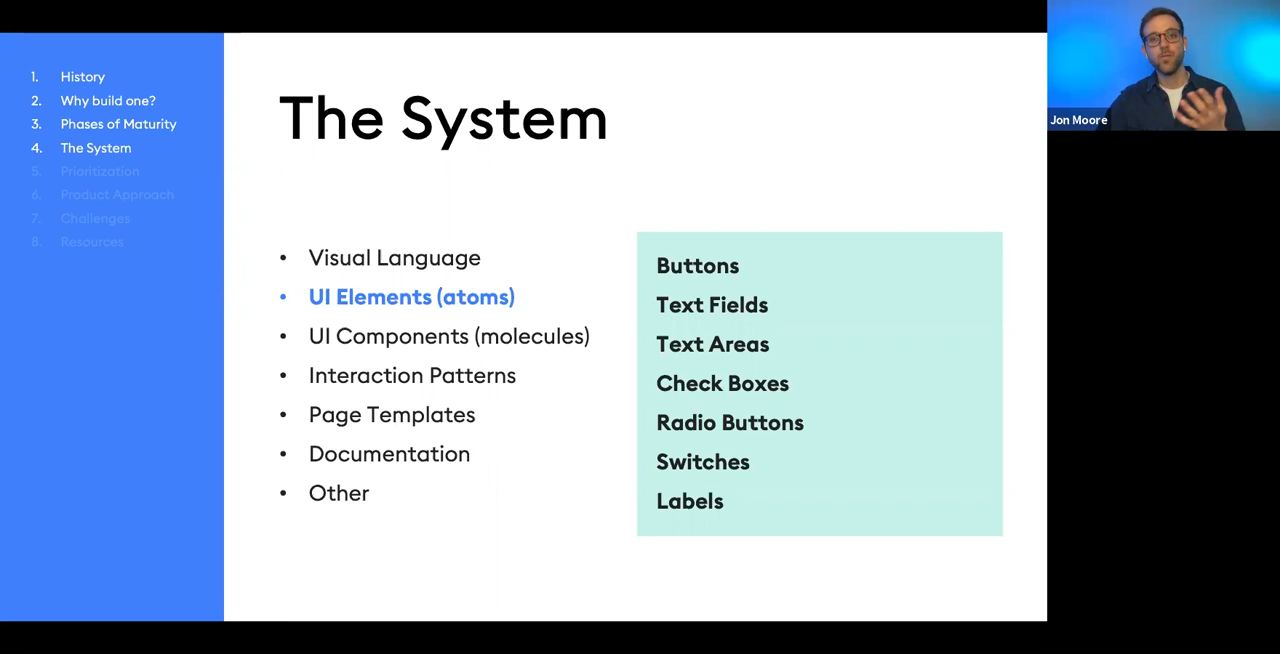 1. History
2. Why build one?
3. Phases of Maturity
4. The System
5. Prioritization
6. Product Approach
7. Challenges
8. Resources
The System
• Visual Language
• UI Elements (atoms)
• UI Components (molecules)
• Interaction Patterns
• Page Templates
• Documentation
• Other
Buttons
Text Fields
Text Areas
Check Boxes
Radio Buttons
Switches
Labels
Jon Moore